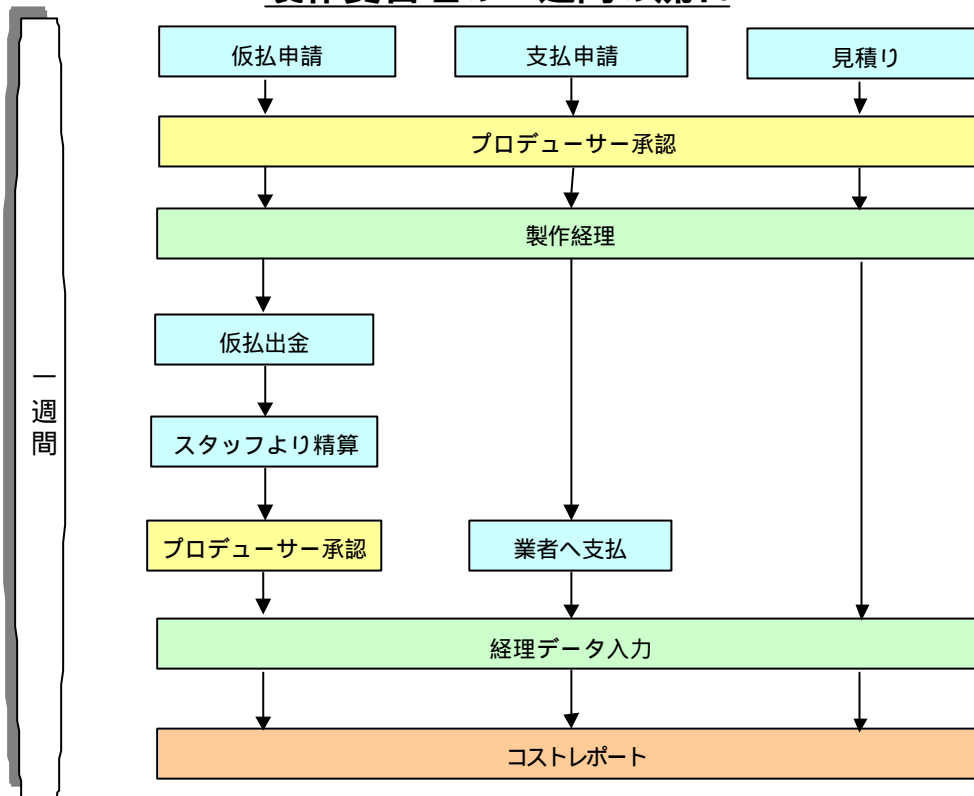 仮払申請 支払申請 見積り
プロデューサー承認
製作経理
仮払出金
一週間
スタッフより精算
プロデューサー承認 業者へ支払
経理データ入力
コストレポート